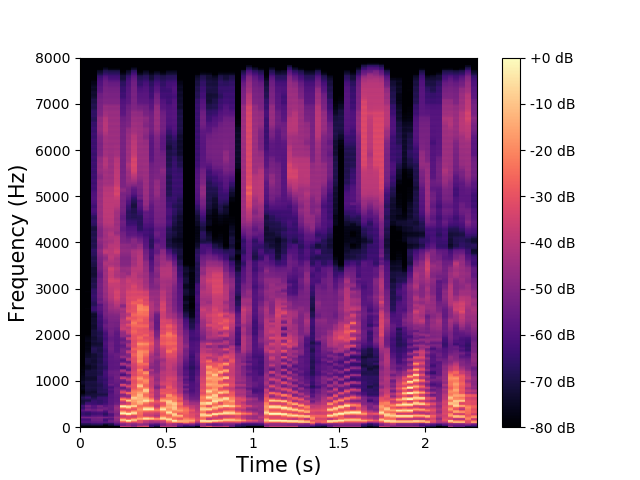 8000
7000
6000
5000
4000
3000
2000
1000
0
Frequency (Hz)
0
0.5
1
1.5
2
Time (s)
+0 dB
-10 dB
-20 dB
-30 dB
-40 dB
-50 dB
-60 dB
-70 dB
-80 dB